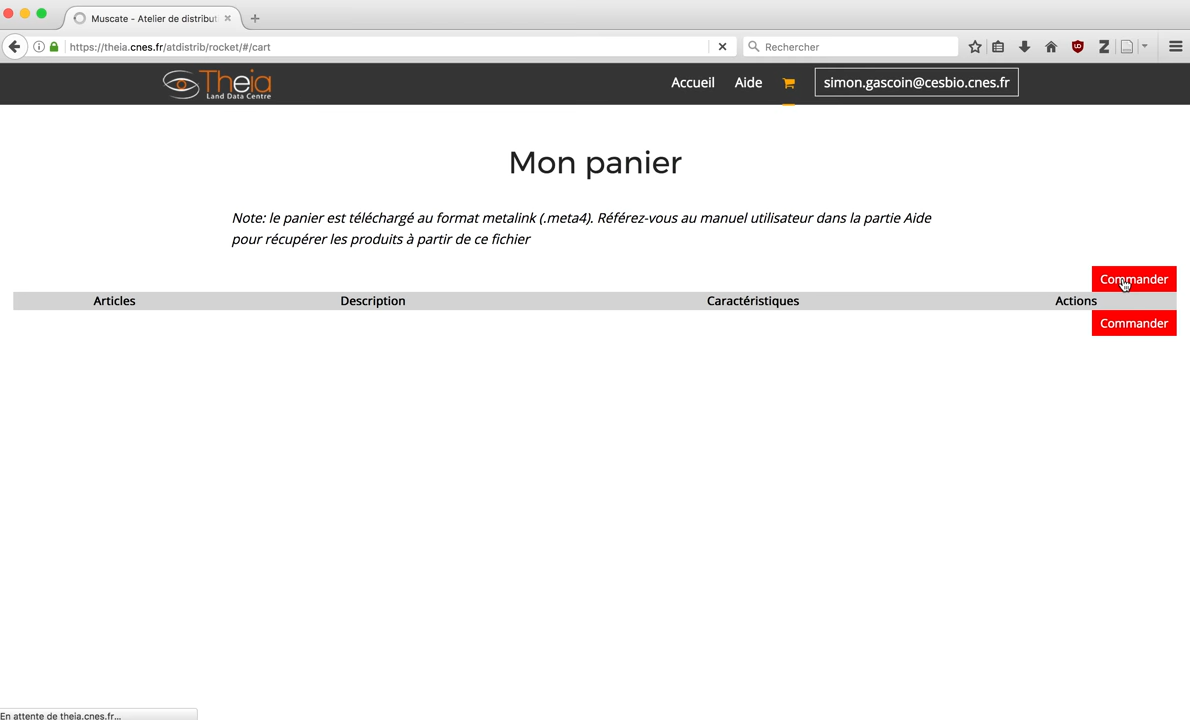 Muscate - Atelier de distribut
https://theia.cnes.fr/atdistrib/rocket/#/cart
Rechercher
Theia
Land Data Centre
Accueil
Aide
simon.gascoin@cesbio.cnes.fr
Mon panier
Note: le panier est téléchargé au format metalink (.meta4). Référez-vous au manuel utilisateur dans la partie Aide
pour récupérer les produits à partir de ce fichier
Commander
Articles Description Caractéristiques Actions
Commander
En attente de theia.cnes.fr...